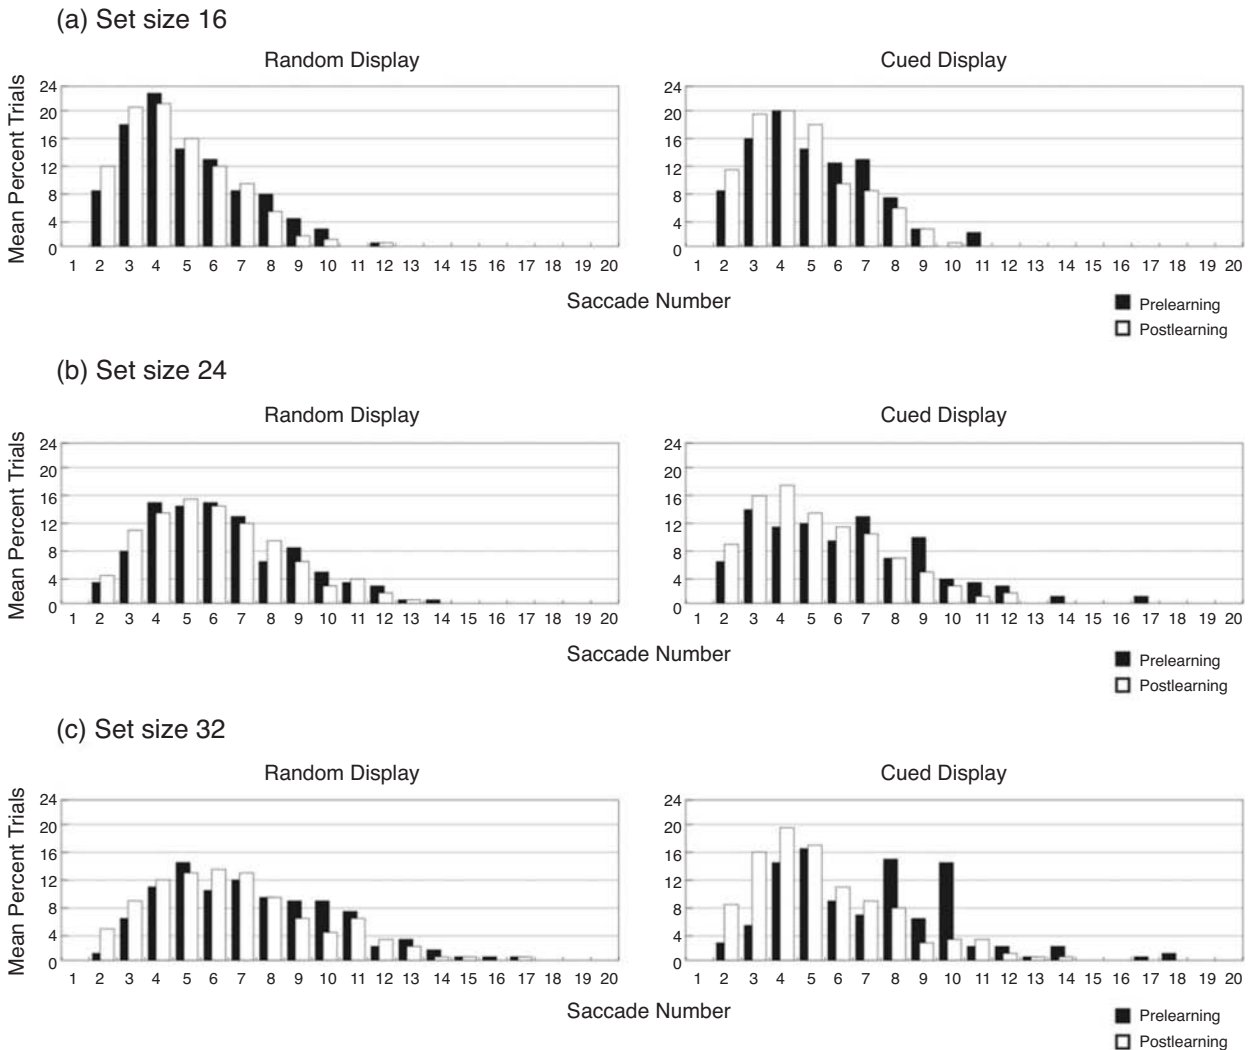 (a) Set size 16
Random Display
Cued Display
Mean Percent Trials
24
20
16
12
8
4
0
1 2 3 4 5 6 7 8 9 10 11 12 13 14 15 16 17 18 19 20
24
20
16
12
8
4
0
1 2 3 4 5 6 7 8 9 10 11 12 13 14 15 16 17 18 19 20
Saccade Number
Prelearning
Postlearning
(b) Set size 24
Random Display
Cued Display
Mean Percent Trials
24
20
16
12
8
4
0
1 2 3 4 5 6 7 8 9 10 11 12 13 14 15 16 17 18 19 20
24
20
16
12
8
4
0
1 2 3 4 5 6 7 8 9 10 11 12 13 14 15 16 17 18 19 20
Saccade Number
Prelearning
Postlearning
(c) Set size 32
Random Display
Cued Display
Mean Percent Trials
24
20
16
12
8
4
0
1 2 3 4 5 6 7 8 9 10 11 12 13 14 15 16 17 18 19 20
24
20
16
12
8
4
0
1 2 3 4 5 6 7 8 9 10 11 12 13 14 15 16 17 18 19 20
Saccade Number
Prelearning
Postlearning